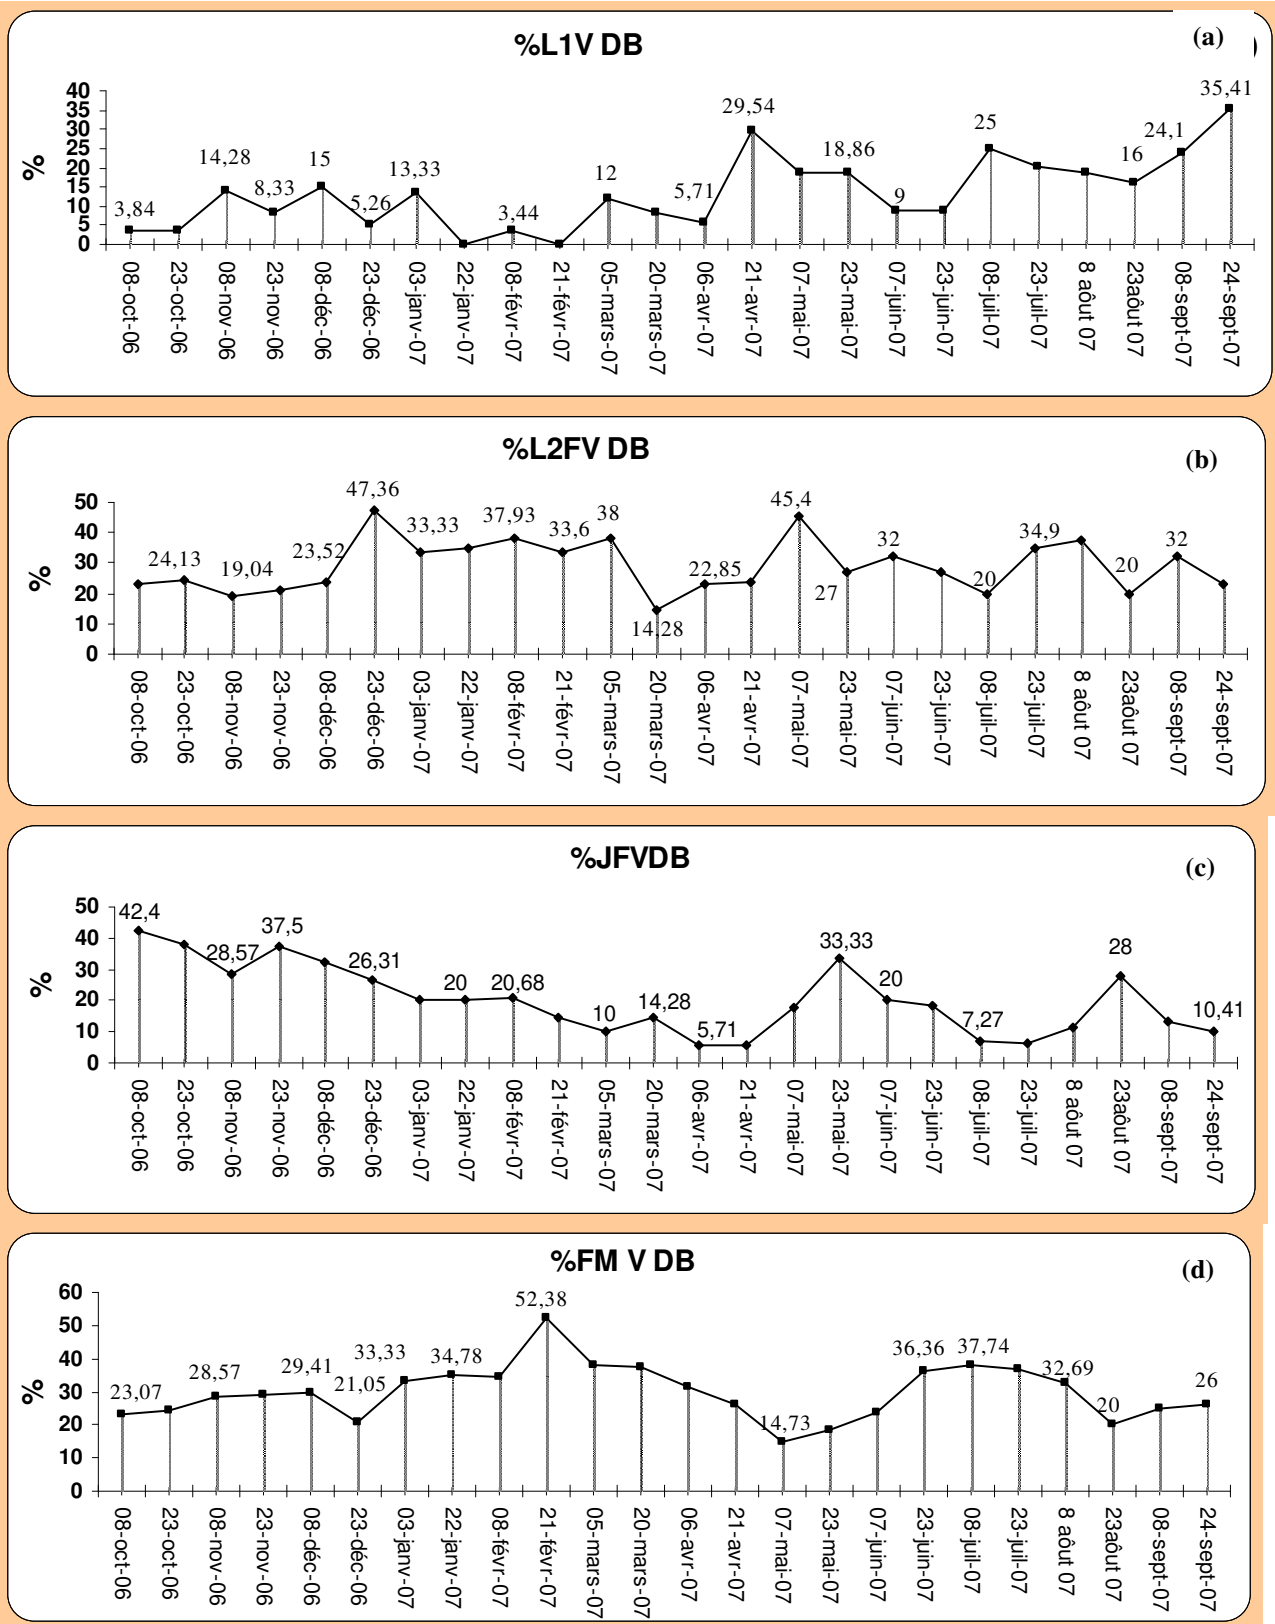 %L1V DB
(a)
%
40
35
30
25
20
15
10
5
0
3,84
14,28
8,33
15
5,26
13,33
3,44
12
5,71
29,54
18,86
9
25
16
24,1
35,41
08-oct-06
23-oct-06
08-nov-06
23-nov-06
08-déc-06
23-déc-06
03-janv-07
22-janv-07
08-févr-07
21-févr-07
05-mars-07
20-mars-07
06-avr-07
21-avr-07
07-mai-07
23-mai-07
07-juin-07
23-juin-07
08-juil-07
23-juil-07
8 aôut 07
23aôut 07
08-sept-07
24-sept-07
%L2FV DB
(b)
%
50
40
30
20
10
0
24,13
19,04
23,52
47,36
33,33
37,93
33,6
38
14,28
22,85
45,4
27
32
20
34,9
20
32
08-oct-06
23-oct-06
08-nov-06
23-nov-06
08-déc-06
23-déc-06
03-janv-07
22-janv-07
08-févr-07
21-févr-07
05-mars-07
20-mars-07
06-avr-07
21-avr-07
07-mai-07
23-mai-07
07-juin-07
23-juin-07
08-juil-07
23-juil-07
8 aôut 07
23aôut 07
08-sept-07
24-sept-07
%JFVDB
(c)
%
50
40
30
20
10
0
42,4
28,57
37,5
26,31
20
20,68
10
14,28
5,71
33,33
20
7,27
28
10,41
08-oct-06
23-oct-06
08-nov-06
23-nov-06
08-déc-06
23-déc-06
03-janv-07
22-janv-07
08-févr-07
21-févr-07
05-mars-07
20-mars-07
06-avr-07
21-avr-07
07-mai-07
23-mai-07
07-juin-07
23-juin-07
08-juil-07
23-juil-07
8 aôut 07
23aôut 07
08-sept-07
24-sept-07
%FM V DB
(d)
%
60
50
40
30
20
10
0
23,07
28,57
29,41
21,05
33,33
34,78
52,38
14,73
36,36
37,74
32,69
20
26
08-oct-06
23-oct-06
08-nov-06
23-nov-06
08-déc-06
23-déc-06
03-janv-07
22-janv-07
08-févr-07
21-févr-07
05-mars-07
20-mars-07
06-avr-07
21-avr-07
07-mai-07
23-mai-07
07-juin-07
23-juin-07
08-juil-07
23-juil-07
8 aôut 07
23aôut 07
08-sept-07
24-sept-07